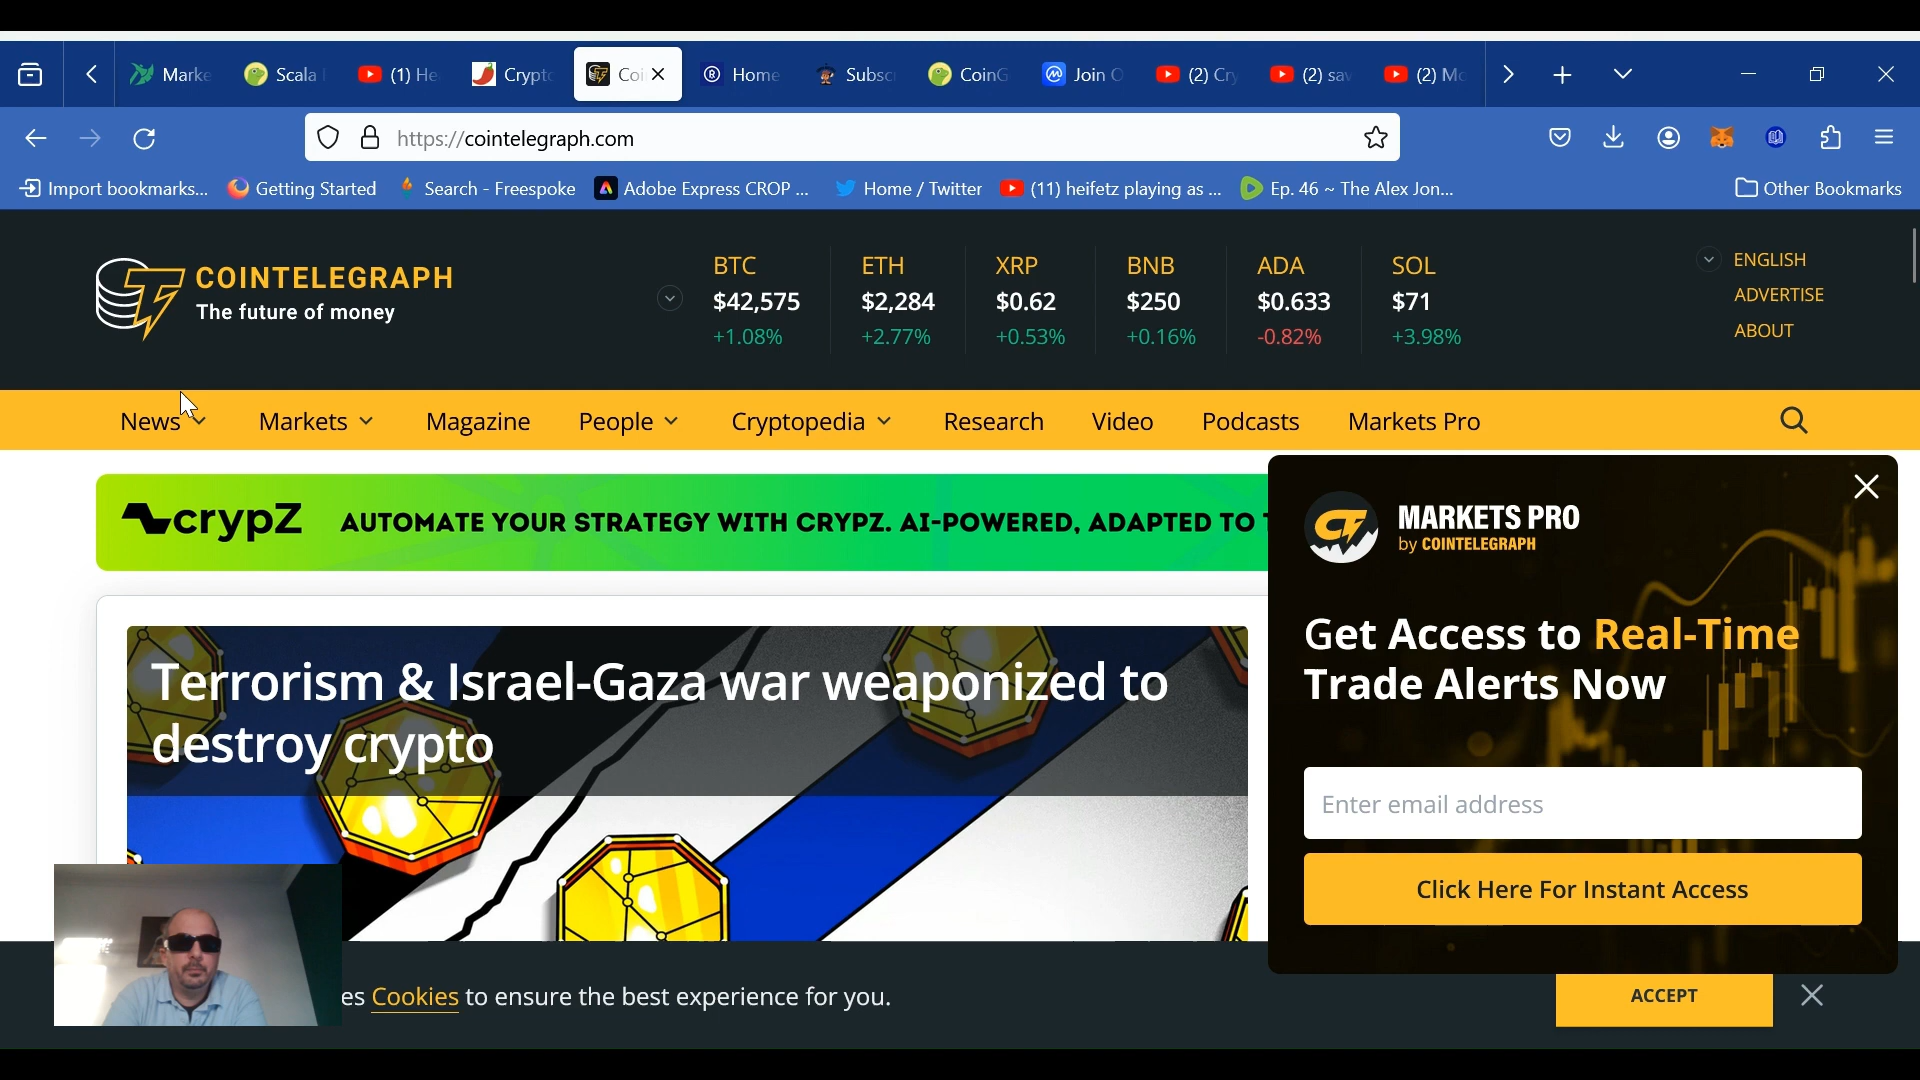 Marke
Scala
(1) He
Crypto
Coi
Home
Subsc
CoinG
Join
(2) Cry
(2) sav
(2) Mo
https://cointelegraph.com
Import bookmarks...
Getting Started
Search - Freespoke
Adobe Express CROP ...
Home / Twitter
(11) heifetz playing as ...
Ep. 46 ~ The Alex Jon...
Other Bookmarks
COINTELEGRAPH
The future of money
BTC
$42,575
+1.08%
ETH
$2,284
+2.77%
XRP
$0.62
+0.53%
BNB
$250
+0.16%
ADA
$0.633
-0.82%
SOL
$71
+3.98%
ENGLISH
ADVERTISE
ABOUT
News
Markets
Magazine
People
Cryptopedia
Research
Video
Podcasts
Markets Pro
crypZ
AUTOMATE YOUR STRATEGY WITH CRYPZ. AI-POWERED, ADAPTED TO
MARKETS PRO
by COINTELEGRAPH
Get Access to Real-Time
Trade Alerts Now
Enter email address
Click Here For Instant Access
Terrorism & Israel-Gaza war weaponized to
destroy crypto
es Cookies to ensure the best experience for you.
ACCEPT